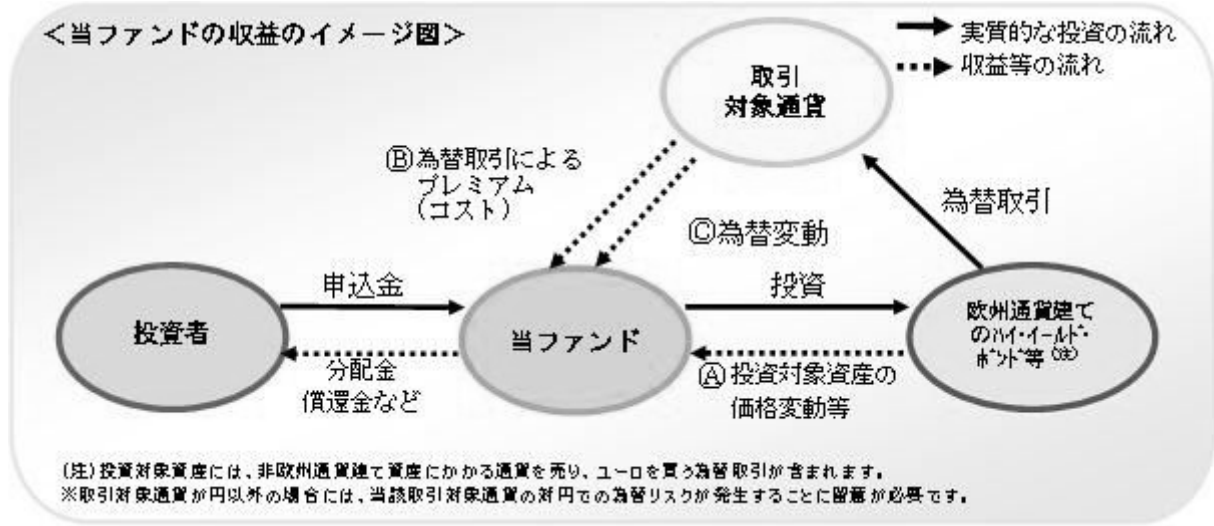 ＜当ファンドの収益のイメージ図＞
実質的な投資の流れ
収益等の流れ
取引
対象通貨
Ⓑ為替取引による
プレミアム
（コスト）
Ⓒ為替変動
為替取引
投資者
申込金
分配金
償還金など
当ファンド
投資
Ⓐ投資対象資産の
価格変動等
欧州通貨建て
のハイ・イールド・
ボンド等(注)
(注)投資対象資産には、非欧州通貨建て資産にかかる通貨を売り、ユーロを買う為替取引が含まれます。
※取引対象通貨が円以外の場合には、当該取引対象通貨の対円での為替リスクが発生することに留意が必要です。